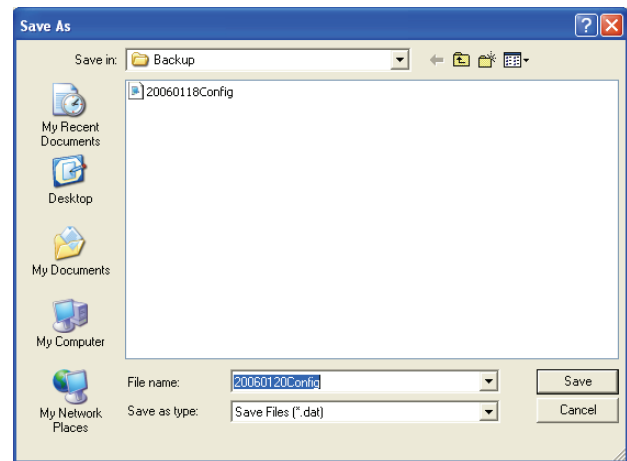 Save As
Save in: Backup
20060118Config
My Recent
Documents
Desktop
My Documents
My Computer
My Network
Places
File name: 20060120Config Save
Save as type: Save Files (*.dat) Cancel